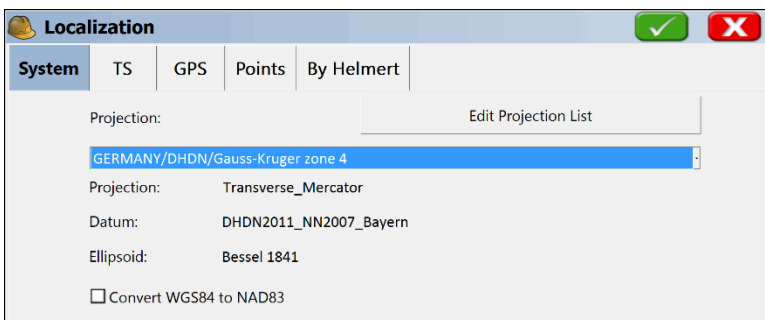 Localization
System TS GPS Points By Helmert
Projection: Edit Projection List
GERMANY/DHDN/Gauss-Kruger zone 4
Projection: Transverse_Mercator
Datum: DHDN2011_NN2007_Bayern
Ellipsoid: Bessel 1841
Convert WGS84 to NAD83